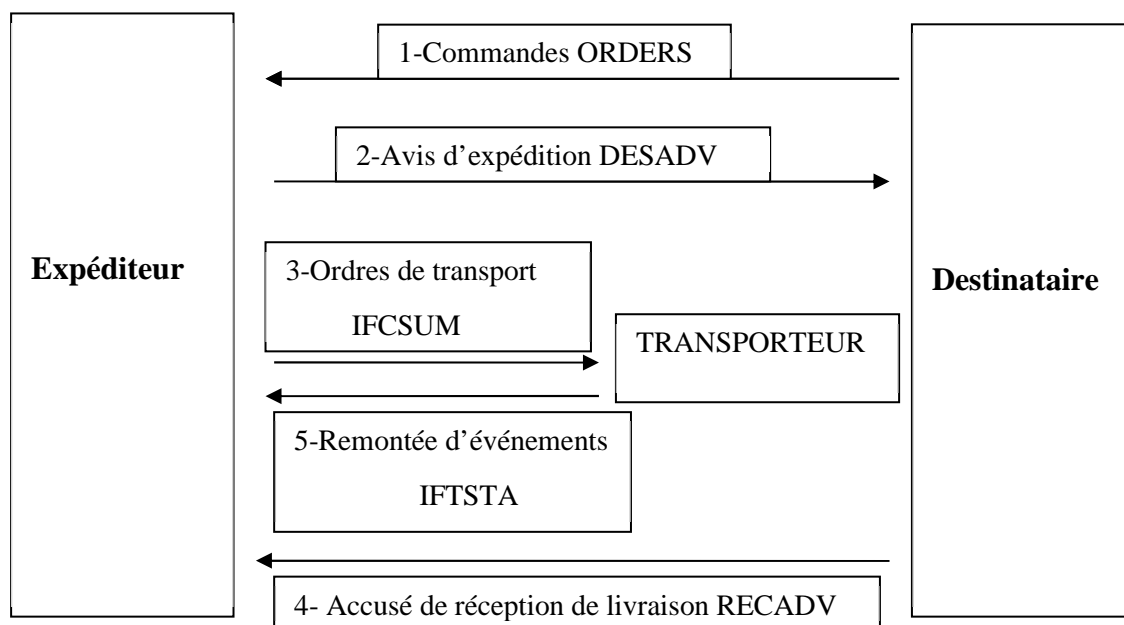 1-Commandes ORDERS
2-Avis d’expédition DESADV
Expéditeur
3-Ordres de transport
IFCSUM
Destinataire
TRANSPORTEUR
5-Remontée d’événements
IFTSTA
4- Accusé de réception de livraison RECADV